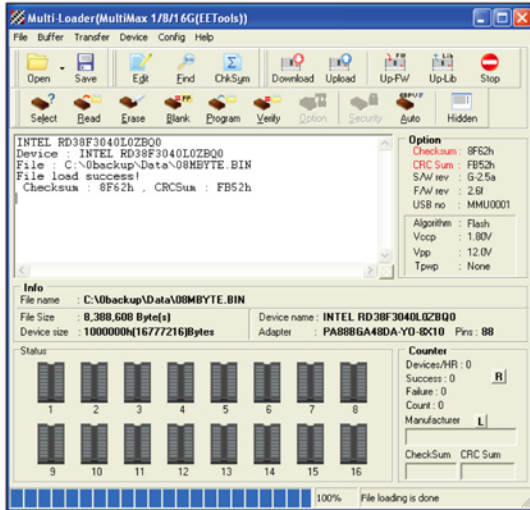 Multi-Loader(MultiMax 1/8/16G(EETools))
File Buffer Transfer Device Config Help
Open Save Edit Find ChkSum Download Upload Up-FW Up-Lib Stop
Select Read Erase Blank Program Verify Option Security Auto Hidden
INTEL RD38F3040L0ZBQ0
Device : INTEL RD38F3040L0ZBQ0
File : C:\0backup\Data\08MBYTE.BIN
File load success!
Checksum : 8F62h , CRCSum : FB52h
Option
Checksum : 8F62h
CRC Sum : FB52h
S/W rev : G-2.5a
F/W rev : 2.6f
USB no : MMU0001
Algorithm : Flash
Vccp : 1.80V
Vpp : 12.0V
Tpwp : None
Info
File name : C:\0backup\Data\08MBYTE.BIN
File Size : 8,388,608 Byte(s)
Device name : INTEL RD38F3040L0ZBQ0
Device size : 1000000h(16777216)Bytes
Adapter : PA88BGA48DA-Y0-8X10 Pins : 88
Status
1 2 3 4 5 6 7 8
9 10 11 12 13 14 15 16
Counter
Devices/HR : 0
Success : 0
R
Failure : 0
Count : 0
Manufacturer L
CheckSum CRC Sum
100% File loading is done